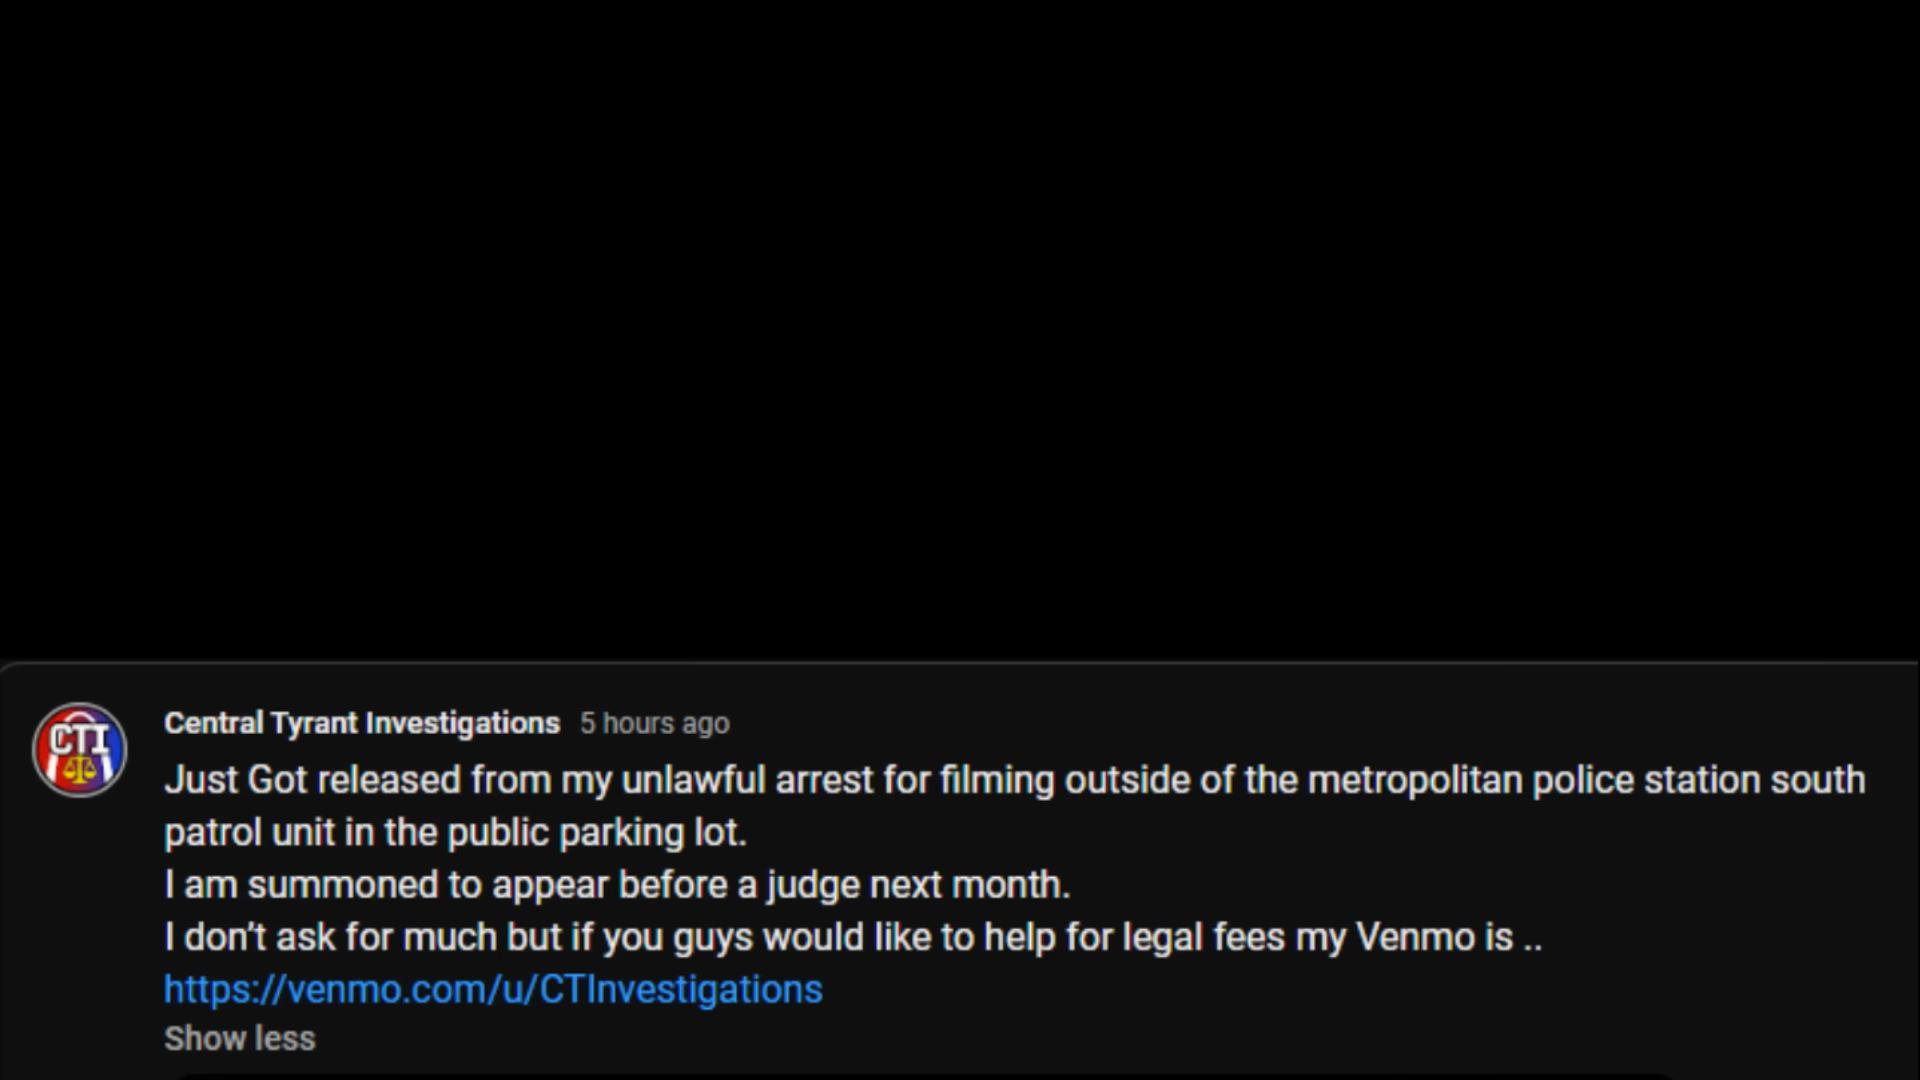 CTI
Central Tyrant Investigations 5 hours ago
Just Got released from my unlawful arrest for filming outside of the metropolitan police station south
patrol unit in the public parking lot.
I am summoned to appear before a judge next month.
I don’t ask for much but if you guys would like to help for legal fees my Venmo is ..
https://venmo.com/u/CTInvestigations
Show less